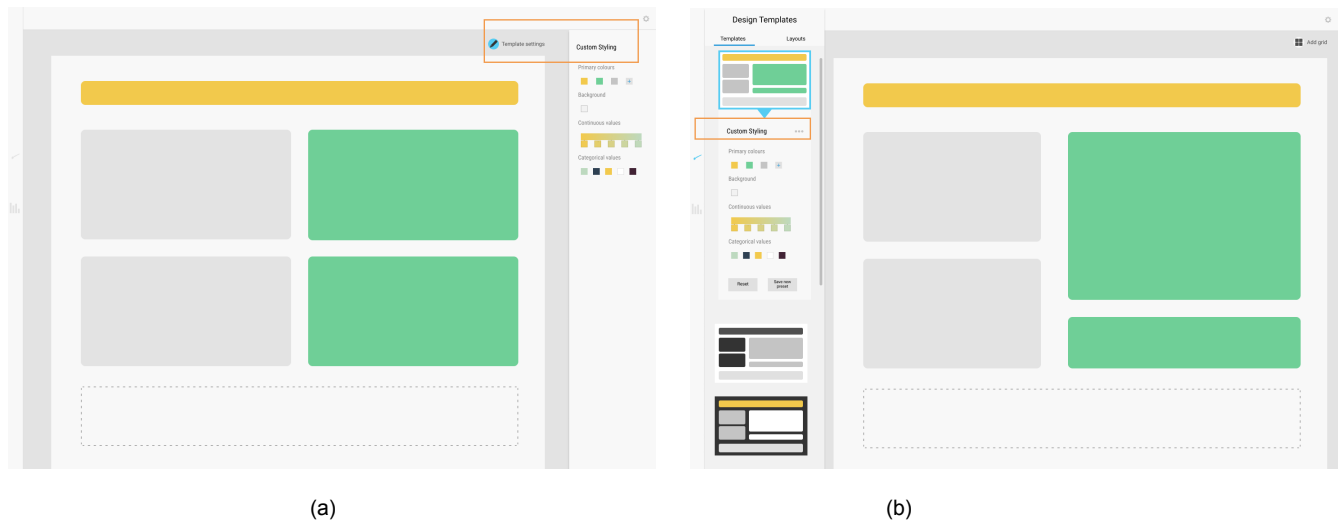 Template settings
Custom Styling
Primary colours
Background
Continuous values
Categorical values
(a)
Design Templates
Templates Layouts
Custom Styling
Primary colours
Background
Continuous values
Categorical values
Reset
Save new
preset
Add grid
(b)